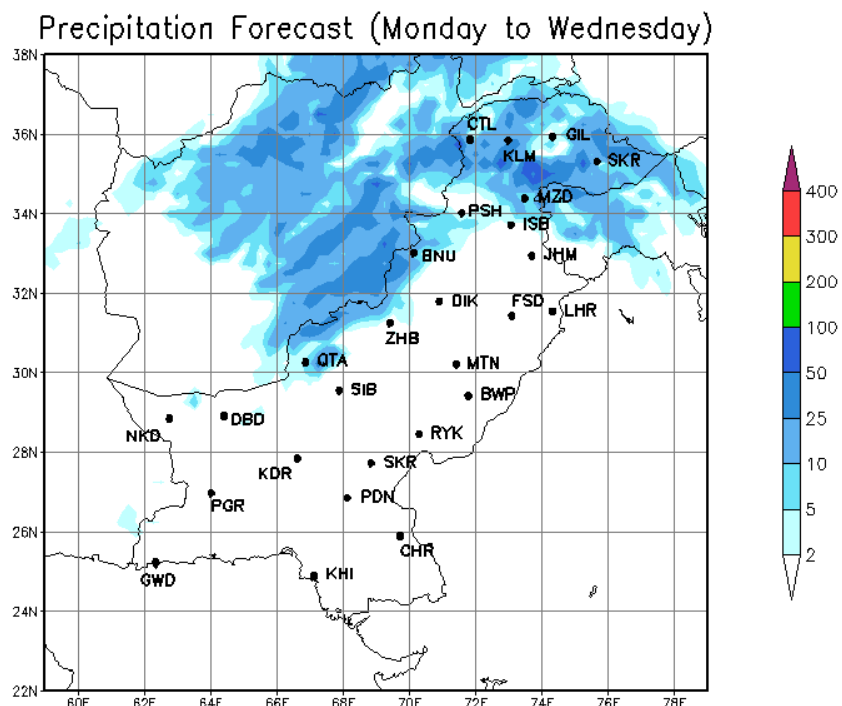 Precipitation Forecast (Monday to Wednesday)
38N
36N
34N
32N
30N
28N
26N
24N
22N
60E
62E
64E
66E
68E
70E
72E
74E
76E
78E
CTL
GIL
KLM
SKR
MZD
PSH
ISB
BNU
JHM
DIK
FSD
LHR
ZHB
QTA
MTN
SIB
BWP
DBD
NKD
RYK
KDR
SKR
PGR
PDN
CHR
GWD
KHI
400
300
200
100
50
25
10
5
2